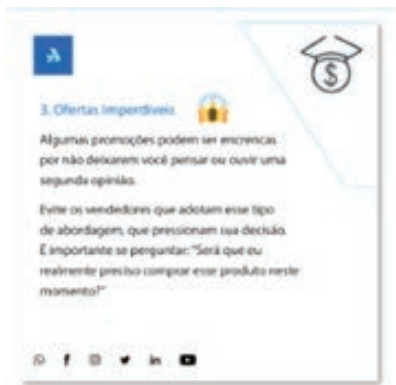 3. Ofertas Imperdíveis
Algumas promoções podem ser encrencas
por não deixarem você pensar ou ouvir uma
segunda opinião.
Evite os vendedores que adotam esse tipo
de abordagem, que pressionam sua decisão.
É importante se perguntar: "Será que eu
realmente preciso comprar esse produto neste
momento?"